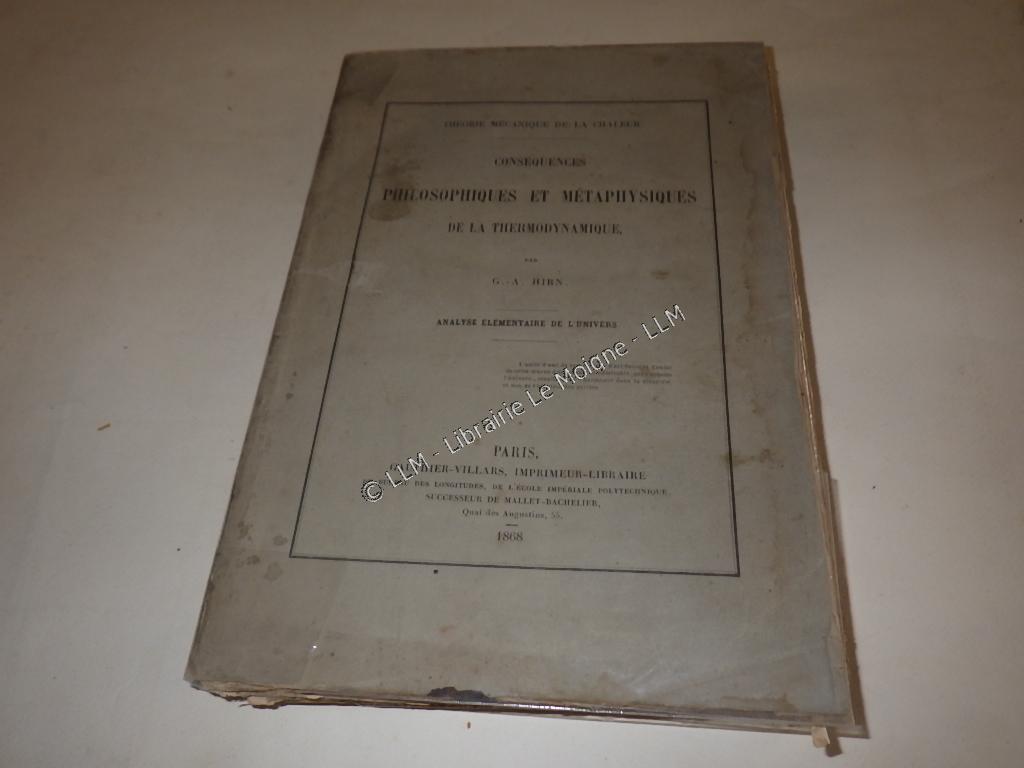 THÉORIE MÉCANIQUE DE LA CHALEUR
CONSÉQUENCES
PHILOSOPHIQUES ET MÉTAPHYSIQUES
DE LA THERMODYNAMIQUE,
PAR
G.-A. HIRN.
ANALYSE ÉLÉMENTAIRE DE L'UNIVERS
PARIS,
-VILLARS, IMPRIMEUR-LIBRAIRE
DES LONGITUDES, DE L'ÉCOLE IMPÉRIALE POLYTECHNIQUE,
SUCCESSEUR DE MALLET-BACHELIER,
Quai des Augustins, 55.
1868
© LLM - Librairie Le Moigne - LLM